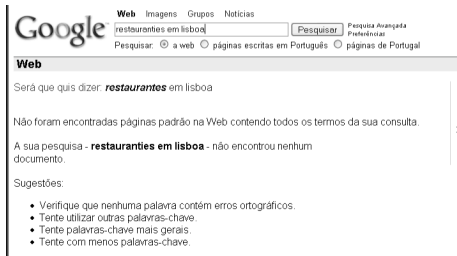 Web Imagens Grupos Notícias
Google
restauranties em lisboa Pesquisar Pesquisa Avançada
Preferências
Pesquisar: a web páginas escritas em Português páginas de Portugal
Web
Será que quis dizer: restaurantes em lisboa
Não foram encontradas páginas padrão na Web contendo todos os termos da sua consulta.
A sua pesquisa - restauranties em lisboa - não encontrou nenhum
documento.
Sugestões:
• Verifique que nenhuma palavra contém erros ortográficos.
• Tente utilizar outras palavras-chave.
• Tente palavras-chave mais gerais.
• Tente com menos palavras-chave.